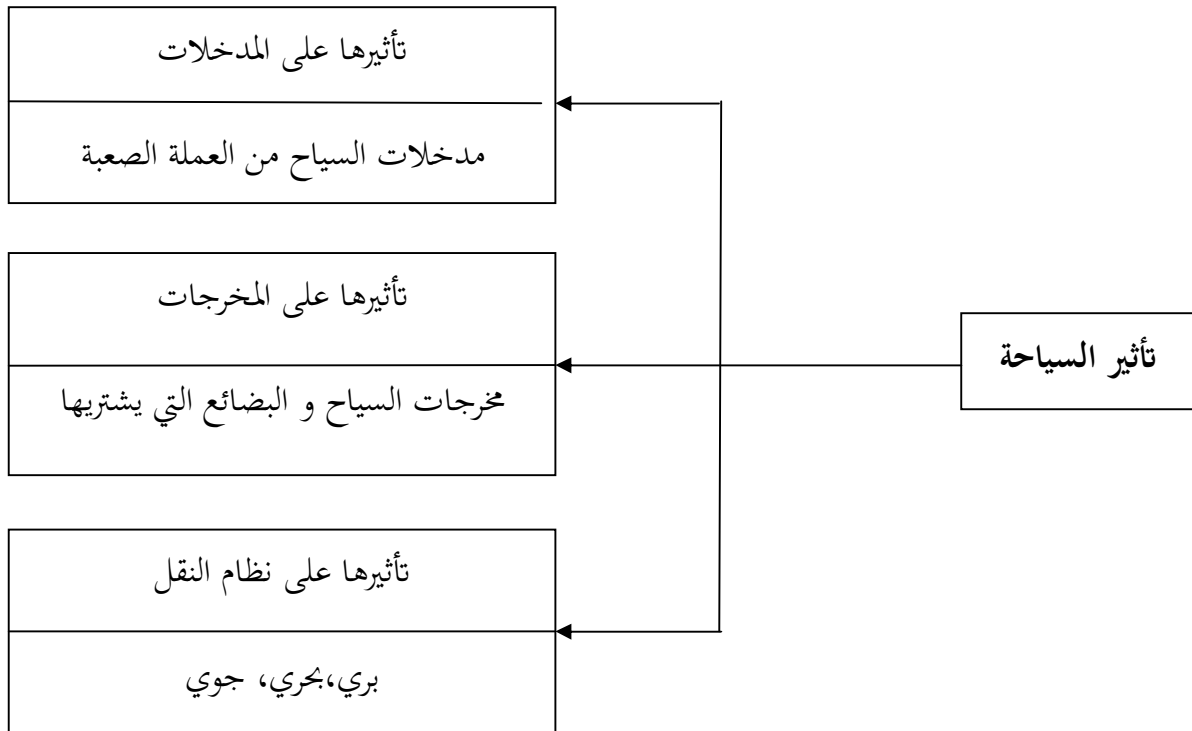 تأثيرها على المدخلات
مدخلات السياح من العملة الصعبة
تأثيرها على المخرجات
تأثير السياحة
مخرجات السياح و البضائع التي يشتريها
تأثيرها على نظام النقل
بري،بحري، جوي